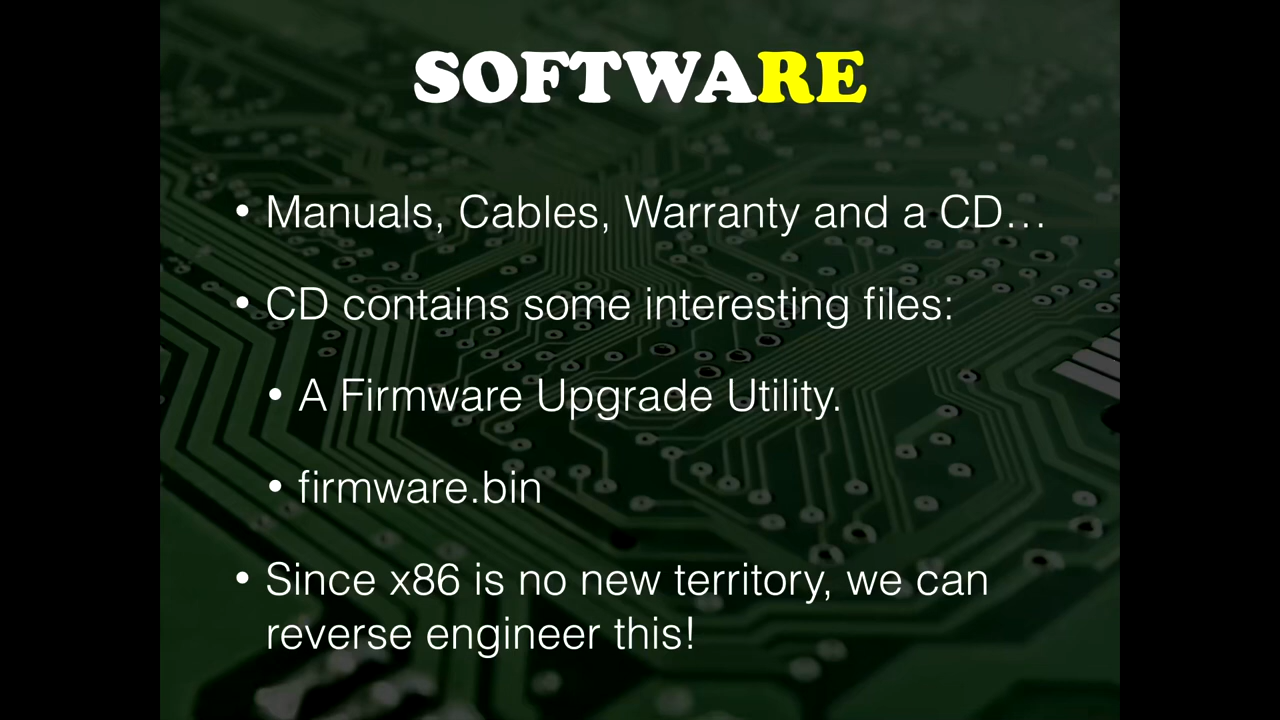 SOFTWARE
• Manuals, Cables, Warranty and a CD…
• CD contains some interesting files:
• A Firmware Upgrade Utility.
• firmware.bin
• Since x86 is no new territory, we can
reverse engineer this!